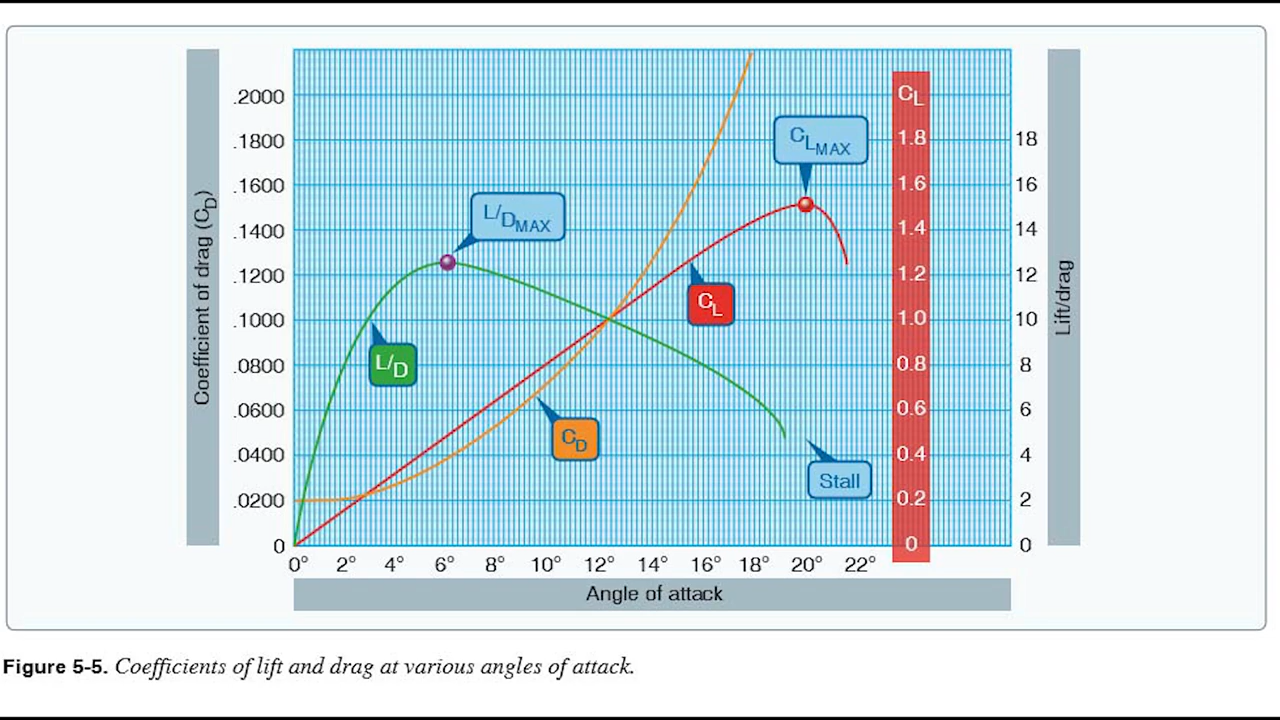 Coefficient of drag (CD)
.2000
.1800
.1600
.1400
.1200
.1000
.0800
.0600
.0400
.0200
0
L/DMAX
L/D
CD
CL
CLMAX
Stall
CL
1.8
1.6
1.4
1.2
1.0
0.8
0.6
0.4
0.2
0
18
16
14
12
10
8
6
4
2
0
Lift/drag
0° 2° 4° 6° 8° 10° 12° 14° 16° 18° 20° 22°
Angle of attack
Figure 5-5. Coefficients of lift and drag at various angles of attack.